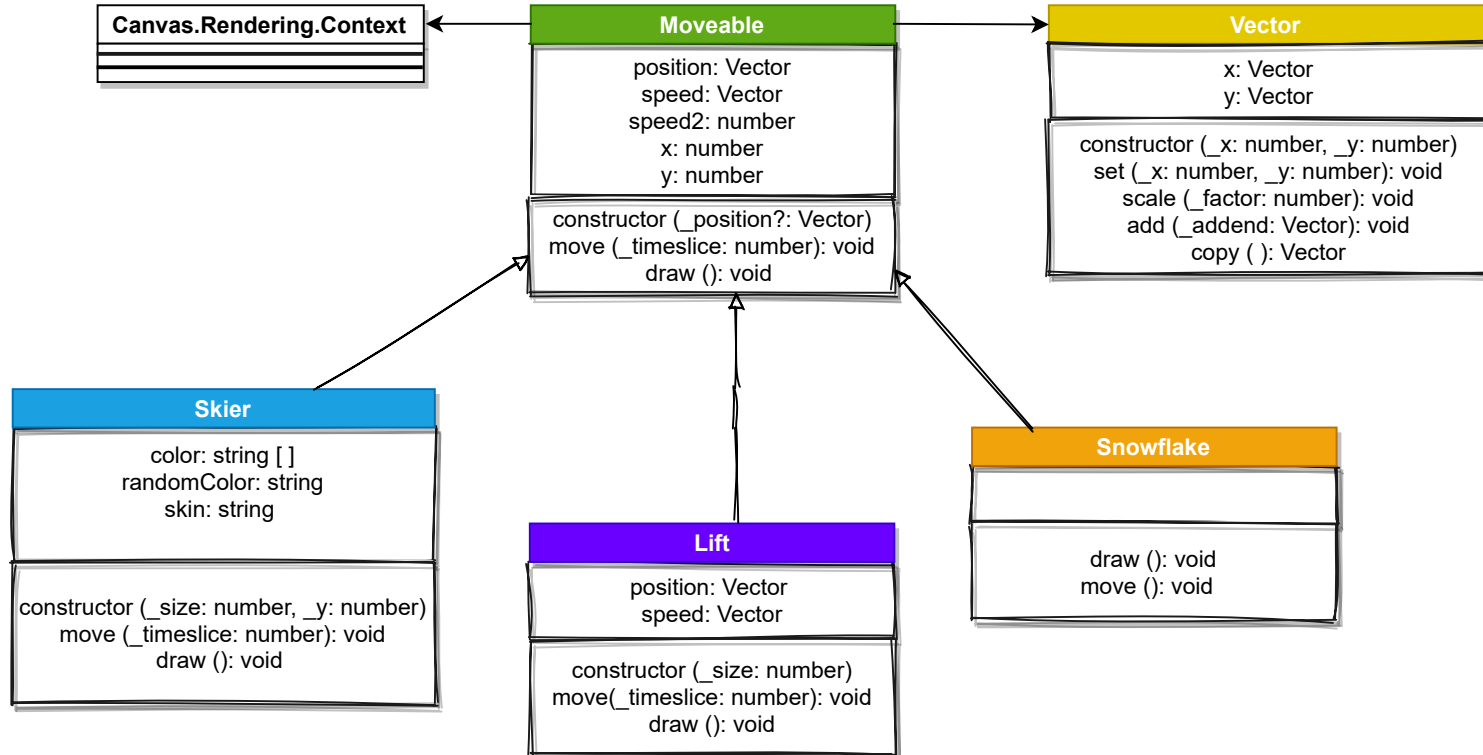 Canvas.Rendering.Context
Moveable
position: Vector
speed: Vector
speed2: number
x: number
y: number
constructor (_position?: Vector)
move (_timeslice: number): void
draw (): void
Vector
x: Vector
y: Vector
constructor (_x: number, _y: number)
set (_x: number, _y: number): void
scale (_factor: number): void
add (_addend: Vector): void
copy ( ): Vector
Skier
color: string [ ]
randomColor: string
skin: string
constructor (_size: number, _y: number)
move (_timeslice: number): void
draw (): void
Lift
position: Vector
speed: Vector
constructor (_size: number)
move(_timeslice: number): void
draw (): void
Snowflake
draw (): void
move (): void